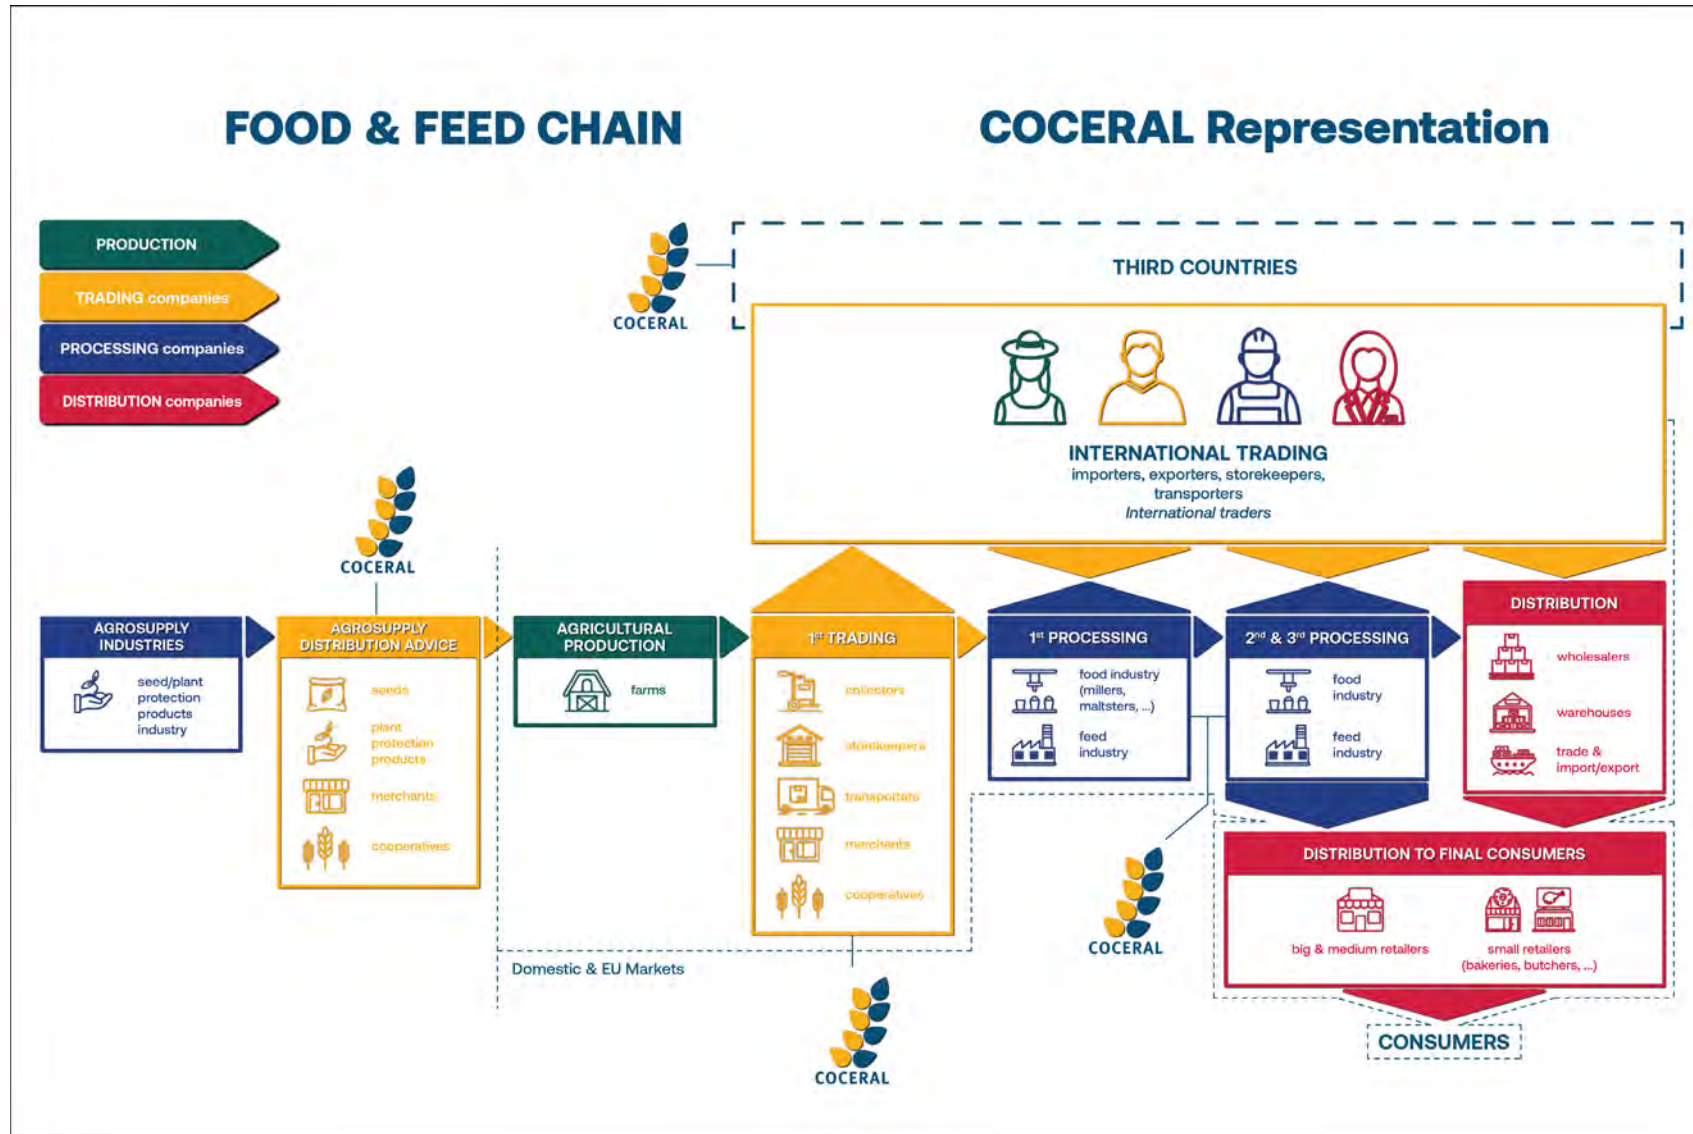 FOOD & FEED CHAIN
COCERAL Representation
PRODUCTION
TRADING companies
PROCESSING companies
DISTRIBUTION companies
COCERAL
THIRD COUNTRIES
INTERNATIONAL TRADING
importers, exporters, storekeepers,
transporters
International traders
COCERAL
AGROSUPPLY
INDUSTRIES
seed/plant
protection
products
industry
AGROSUPPLY
DISTRIBUTION ADVICE
seeds
plant
protection
products
merchants
cooperatives
AGRICULTURAL
PRODUCTION
farms
1st TRADING
collectors
storekeepers
transporters
merchants
cooperatives
1st PROCESSING
food industry
(millers,
maltsters, ...)
feed
industry
2nd & 3rd PROCESSING
food
industry
feed
industry
DISTRIBUTION
wholesalers
warehouses
trade &
import/export
DISTRIBUTION TO FINAL CONSUMERS
big & medium retailers
small retailers
(bakeries, butchers, ...)
COCERAL
Domestic & EU Markets
COCERAL
CONSUMERS